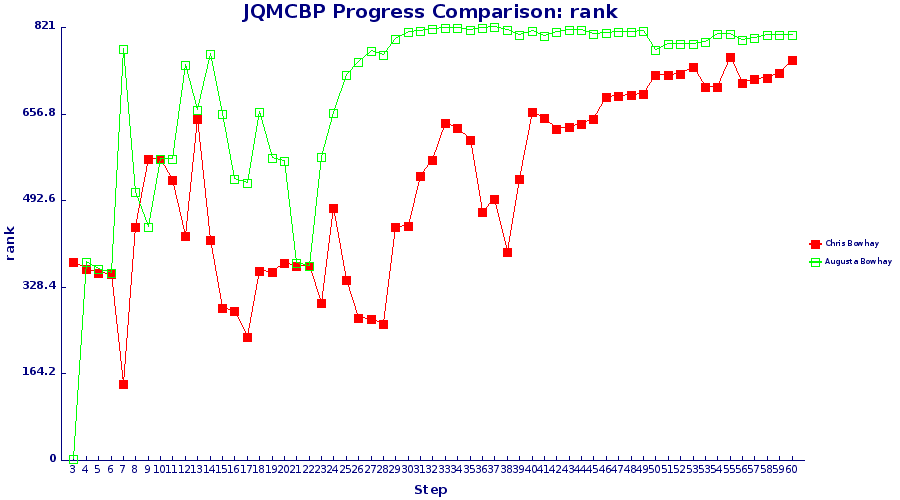 JQMCBP Progress Comparison: rank
821
656.8
492.6
328.4
164.2
0
rank
3 4 5 6 7 8 9 10 11 12 13 14 15 16 17 18 19 20 21 22 23 24 25 26 27 28 29 30 31 32 33 34 35 36 37 38 39 40 41 42 43 44 45 46 47 48 49 50 51 52 53 54 55 56 57 58 59 60
Step
Chris Bowhay
Augusta Bowhay